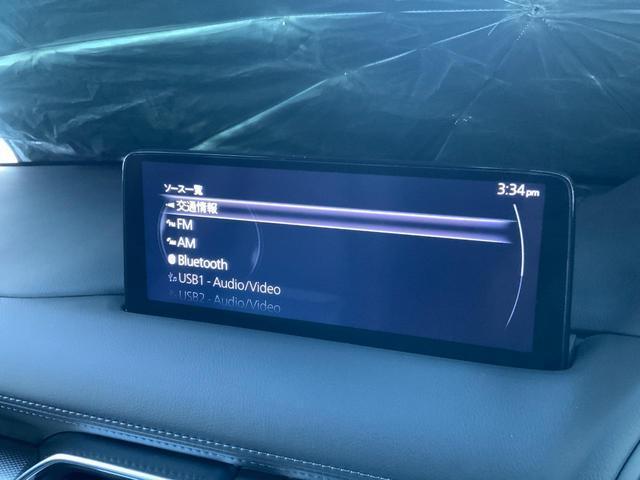 ソース一覧
3:34pm
交通情報
FM
AM
Bluetooth
USB1 - Audio/Video
USB2 - Audio/Video